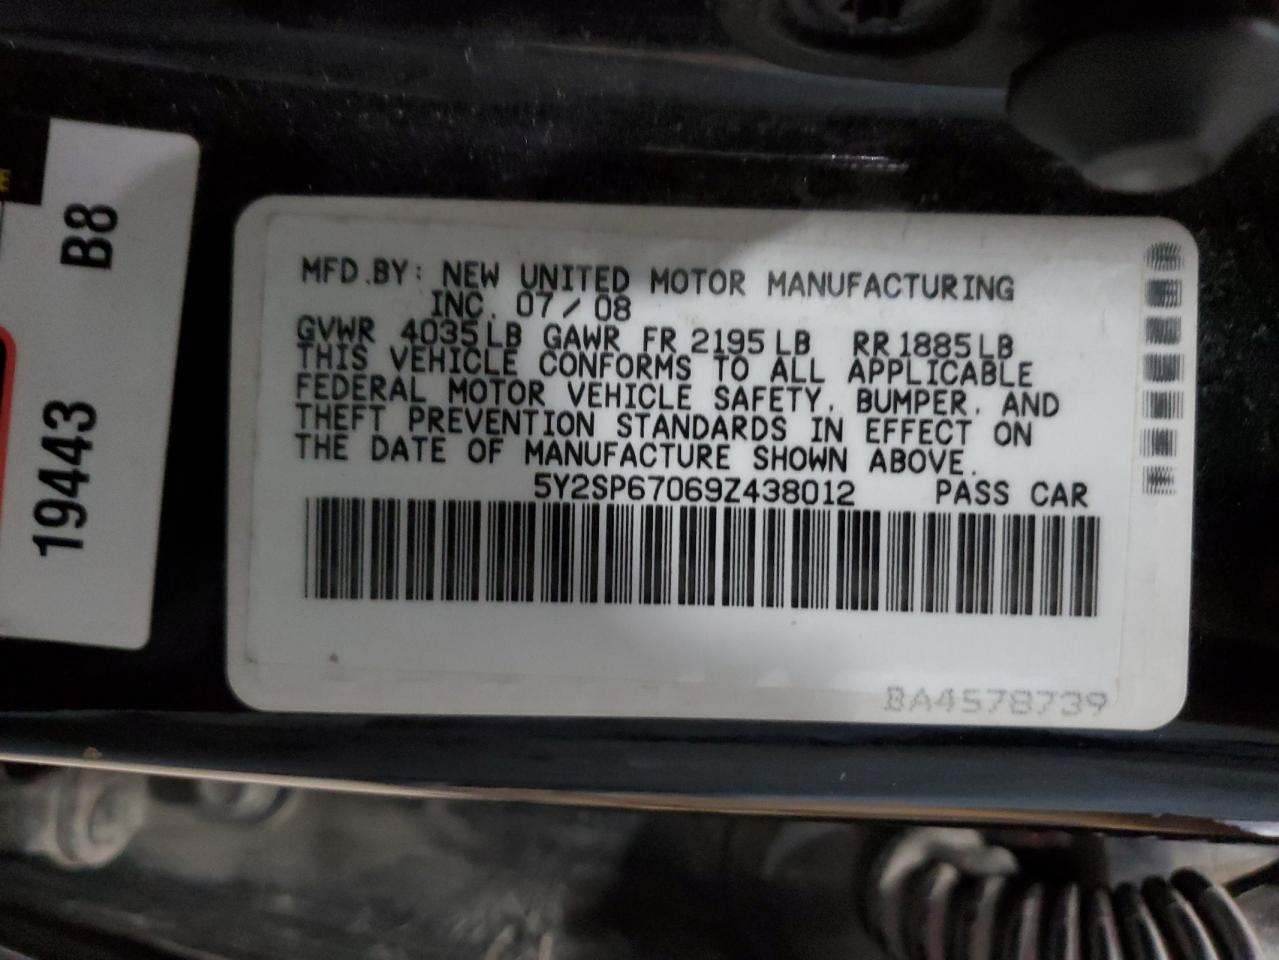 MFD.BY: NEW UNITED MOTOR MANUFACTURING
INC. 07/08
GVWR 4035LB GAWR FR 2195LB RR 1885LB
THIS VEHICLE CONFORMS TO ALL APPLICABLE
FEDERAL MOTOR VEHICLE SAFETY, BUMPER, AND
THEFT PREVENTION STANDARDS IN EFFECT ON
THE DATE OF MANUFACTURE SHOWN ABOVE.
5Y2SP67069Z438012 PASS CAR
BA4578739
19443 B8